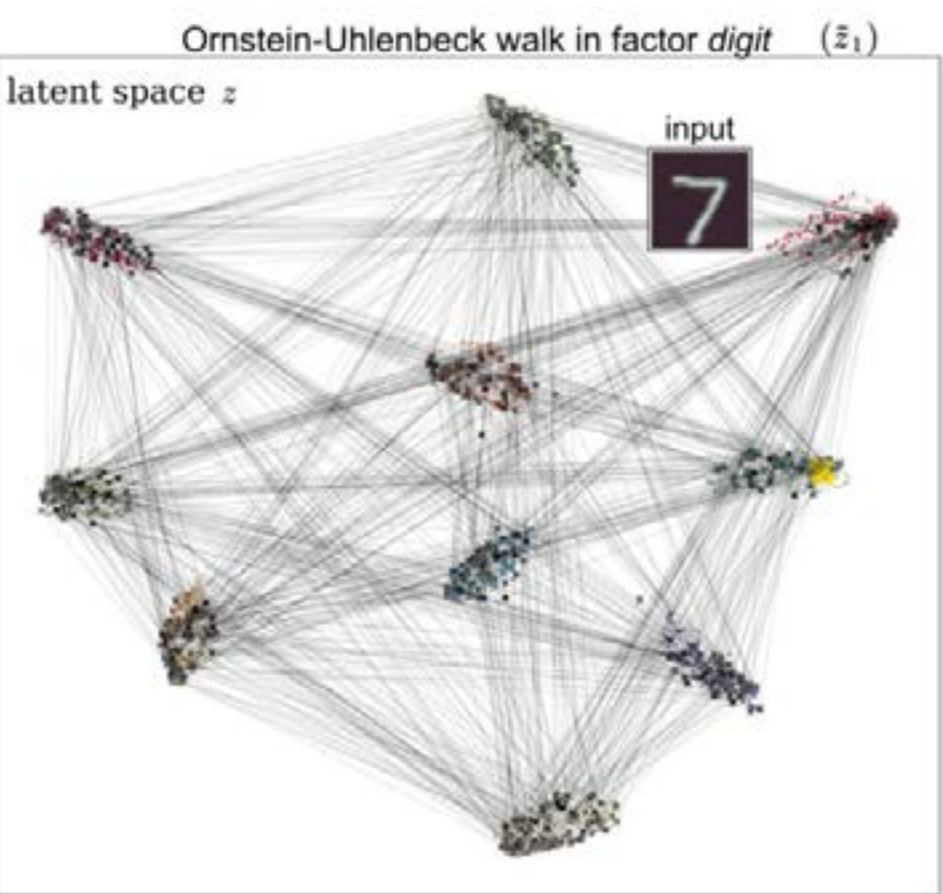 Ornstein-Uhlenbeck walk in factor digit (z̃₁)
latent space z
input
7